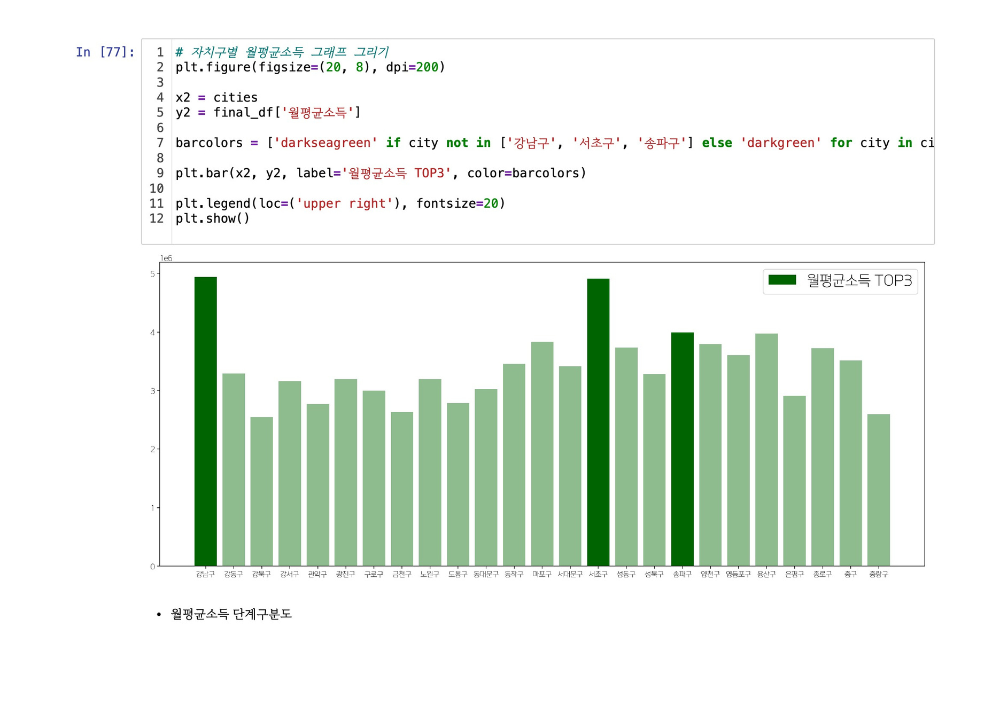 In [77]:
1 # 자치구별 월평균소득 그래프 그리기
2 plt.figure(figsize=(20, 8), dpi=200)
3
4 x2 = cities
5 y2 = final_df['월평균소득']
6
7 barcolors = ['darkseagreen' if city not in ['강남구', '서초구', '송파구'] else 'darkgreen' for city in ci
8
9 plt.bar(x2, y2, label='월평균소득 TOP3', color=barcolors)
10
11 plt.legend(loc=('upper right'), fontsize=20)
12 plt.show()
1e6
월평균소득 TOP3
5
4
3
2
1
0
강남구 강동구 강북구 강서구 관악구 광진구 구로구 금천구 노원구 도봉구 동대문구 동작구 마포구 서대문구 서초구 성동구 성북구 송파구 양천구 영등포구 용산구 은평구 종로구 중구 중랑구
• 월평균소득 단계구분도